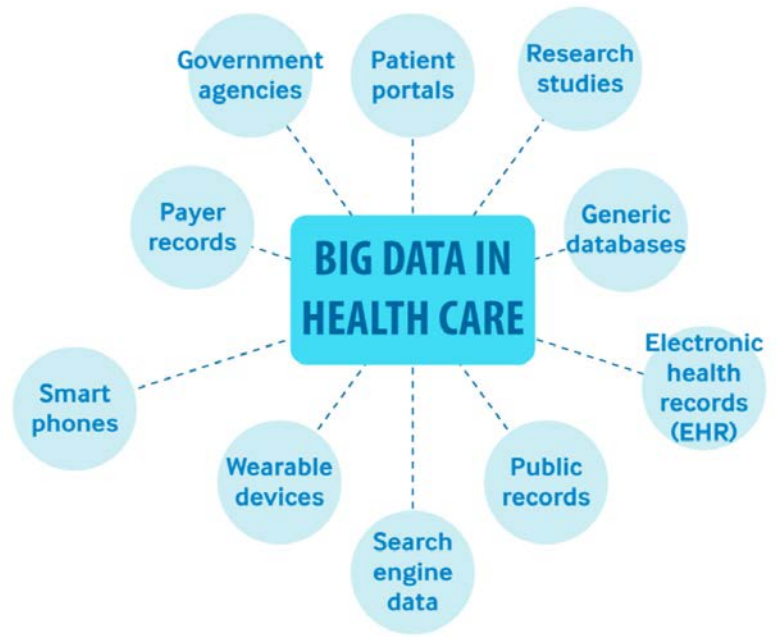 Government
agencies
Patient
portals
Research
studies
Payer
records
BIG DATA IN
HEALTH CARE
Generic
databases
Smart
phones
Electronic
health
records
(EHR)
Wearable
devices
Public
records
Search
engine
data